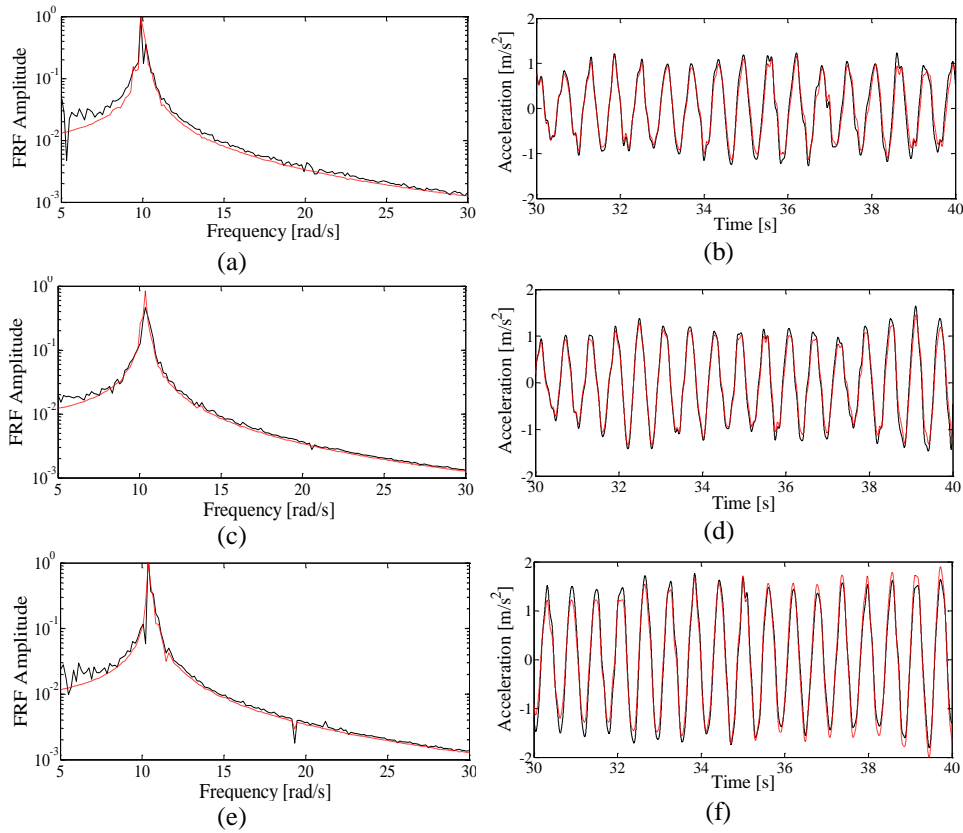 FRF Amplitude
10^0
10^-1
10^-2
10^-3
5 10 15 20 25 30
Frequency [rad/s]
(a)
Acceleration [m/s^2]
2
1
0
-1
-2
30 32 34 36 38 40
Time [s]
(b)
FRF Amplitude
10^0
10^-1
10^-2
10^-3
5 10 15 20 25 30
Frequency [rad/s]
(c)
Acceleration [m/s^2]
2
1
0
-1
-2
30 32 34 36 38 40
Time [s]
(d)
FRF Amplitude
10^0
10^-1
10^-2
10^-3
5 10 15 20 25 30
Frequency [rad/s]
(e)
Acceleration [m/s^2]
2
1
0
-1
-2
30 32 34 36 38 40
Time [s]
(f)